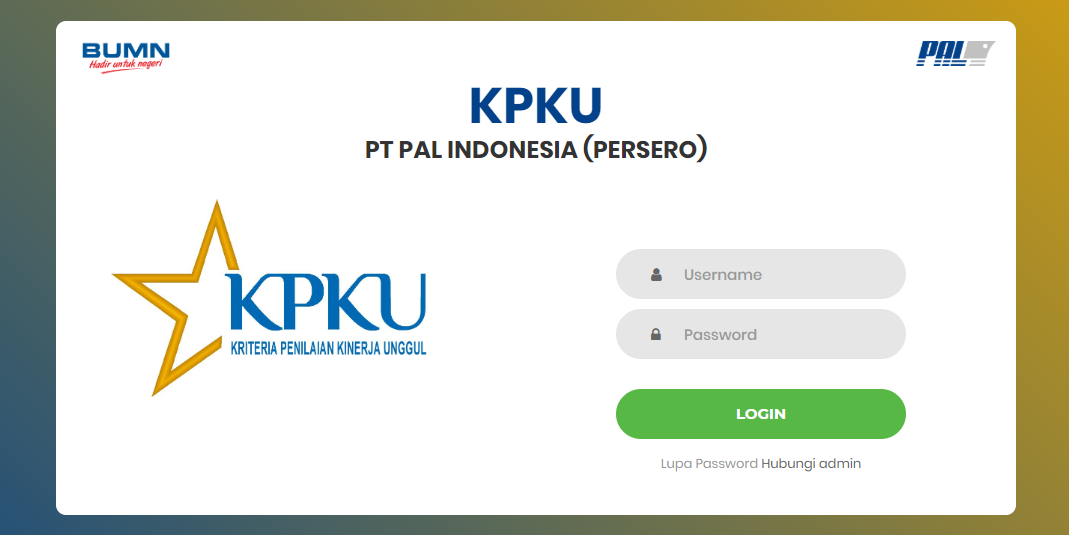 BUMN
Hadir untuk negeri
PAL
KPKU
PT PAL INDONESIA (PERSERO)
KPKU
KRITERIA PENILAIAN KINERJA UNGGUL
Username
Password
LOGIN
Lupa Password Hubungi admin